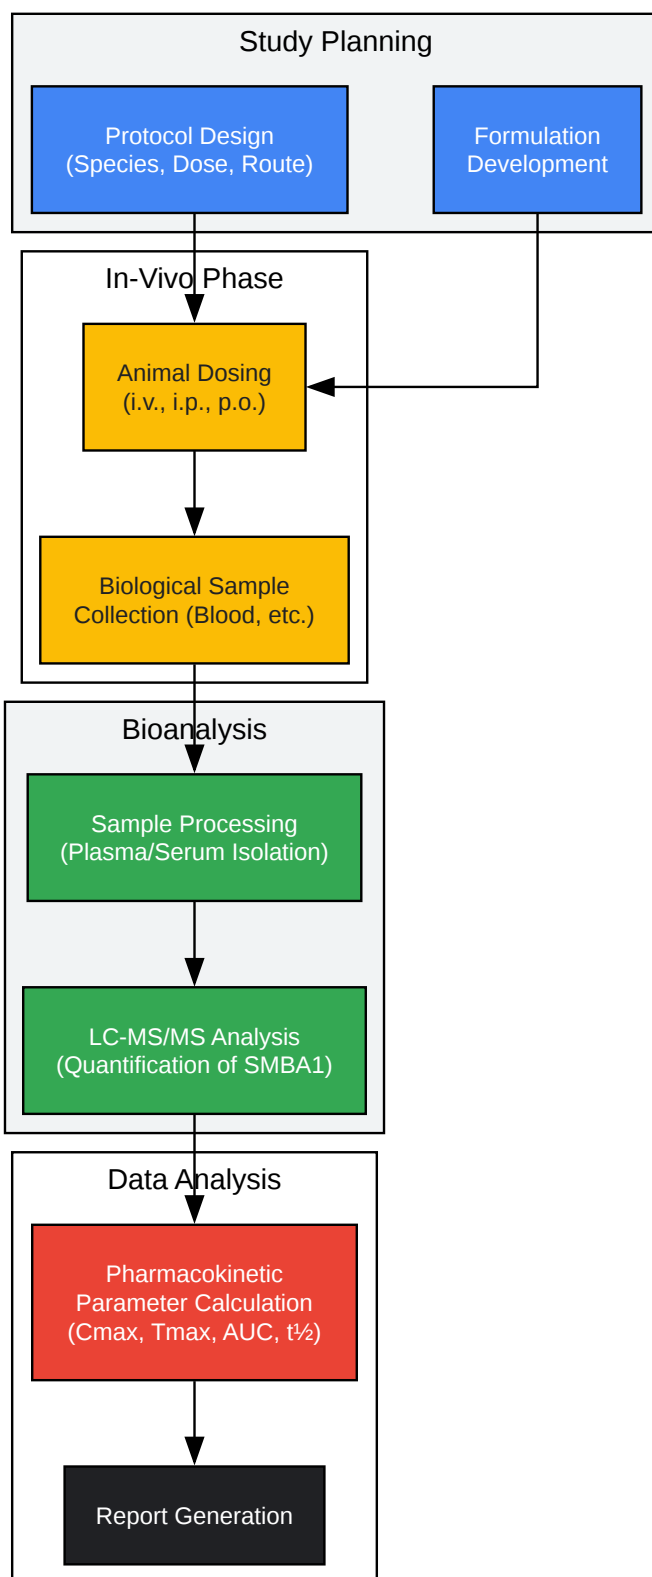 Study Planning
Protocol Design
(Species, Dose, Route)
Formulation
Development
In-Vivo Phase
Animal Dosing
(i.v., i.p., p.o.)
Biological Sample
Collection (Blood, etc.)
Bioanalysis
Sample Processing
(Plasma/Serum Isolation)
LC-MS/MS Analysis
(Quantification of SMBA1)
Data Analysis
Pharmacokinetic
Parameter Calculation
(Cmax, Tmax, AUC, t½)
Report Generation